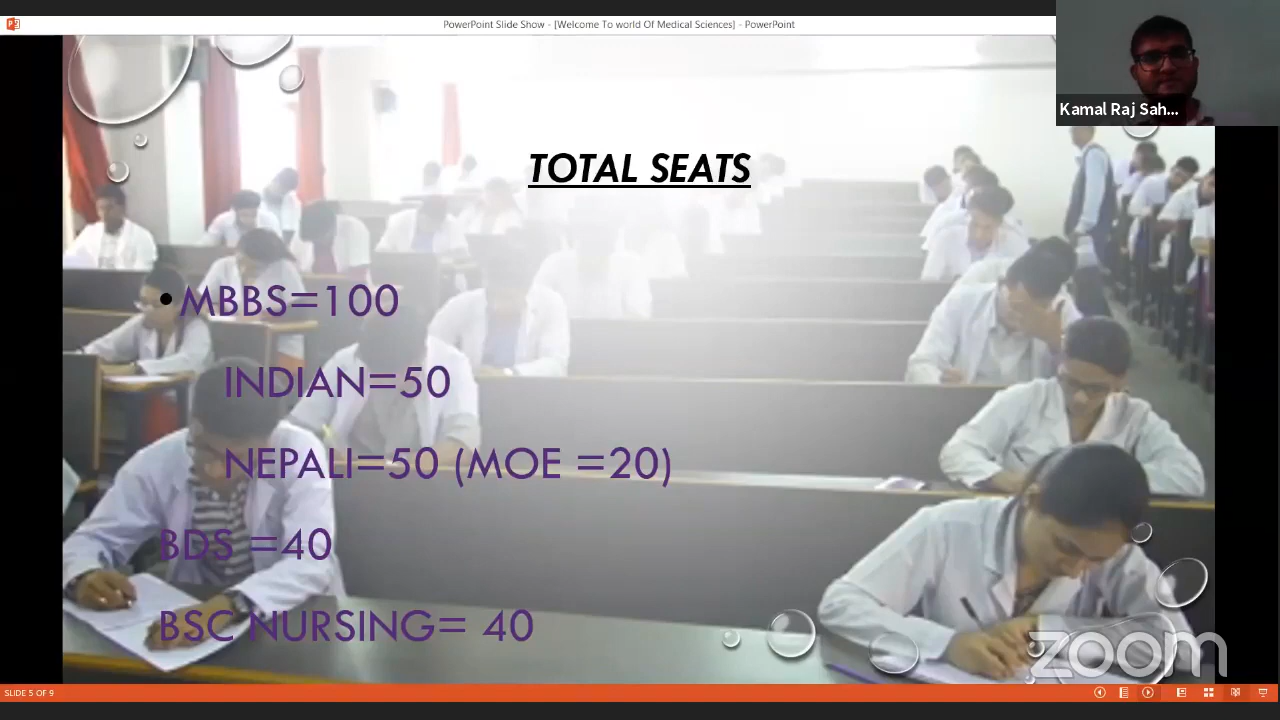 PowerPoint Slide Show - [Welcome To world Of Medical Sciences] - PowerPoint
Kamal Raj Sah...
TOTAL SEATS
•MBBS=100
INDIAN=50
NEPALI=50 (MOE =20)
BDS =40
BSC NURSING= 40
zoom
SLIDE 5 OF 9